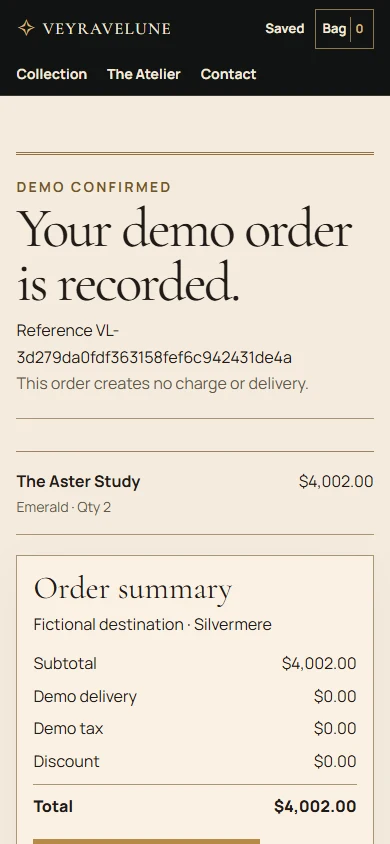 VEYRAVELUNE
Saved
Bag 0
Collection The Atelier Contact
DEMO CONFIRMED
Your demo order
is recorded.
Reference VL-
3d279da0fdf363158fef6c942431de4a
This order creates no charge or delivery.
The Aster Study $4,002.00
Emerald · Qty 2
Order summary
Fictional destination · Silvermere
Subtotal $4,002.00
Demo delivery $0.00
Demo tax $0.00
Discount $0.00
Total $4,002.00